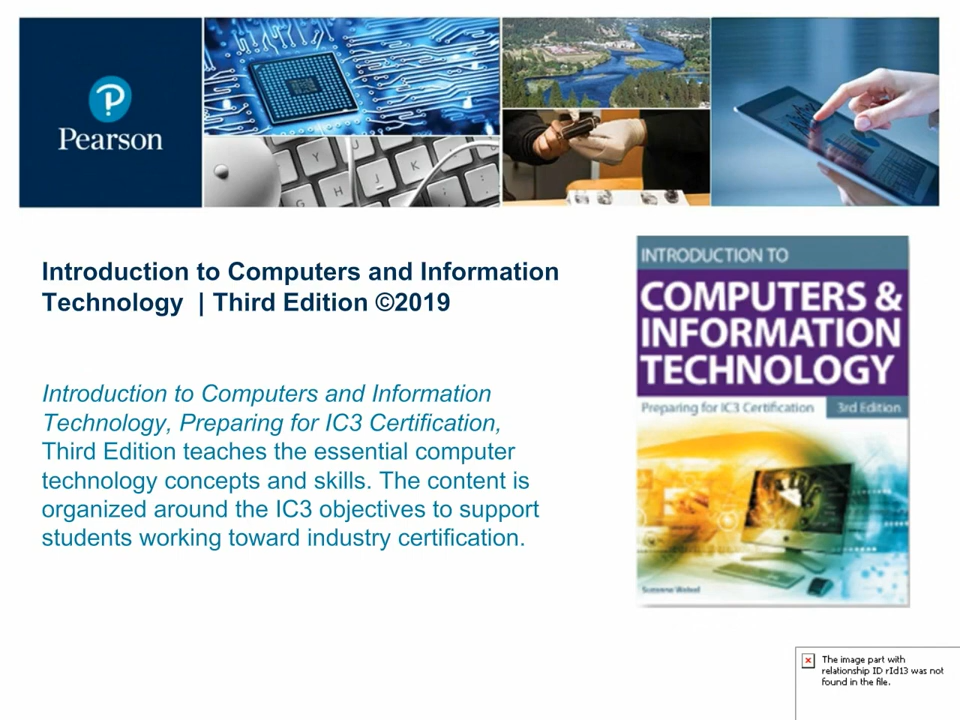 Pearson
Y
G
H
J
K
L
B
N
M
Introduction to Computers and Information
Technology | Third Edition ©2019
Introduction to Computers and Information
Technology, Preparing for IC3 Certification,
Third Edition teaches the essential computer
technology concepts and skills. The content is
organized around the IC3 objectives to support
students working toward industry certification.
INTRODUCTION TO
COMPUTERS &
INFORMATION
TECHNOLOGY
Preparing for IC3 Certification 3rd Edition
Suzanne Weixel
The image part with
relationship ID rId13 was not
found in the file.